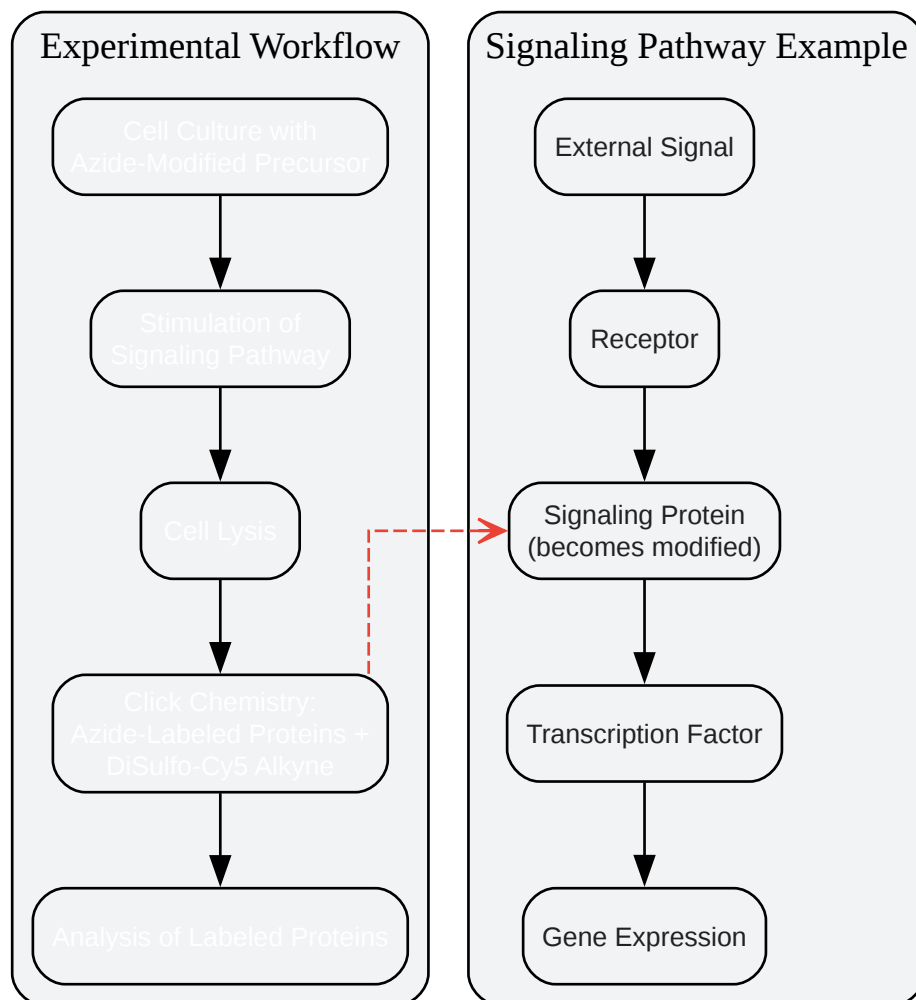 Experimental Workflow
Cell Culture with
Azide-Modified Precursor
Stimulation of
Signaling Pathway
Cell Lysis
Click Chemistry:
Azide-Labeled Proteins +
DiSulfo-Cy5 Alkyne
Analysis of Labeled Proteins
Signaling Pathway Example
External Signal
Receptor
Signaling Protein
(becomes modified)
Transcription Factor
Gene Expression